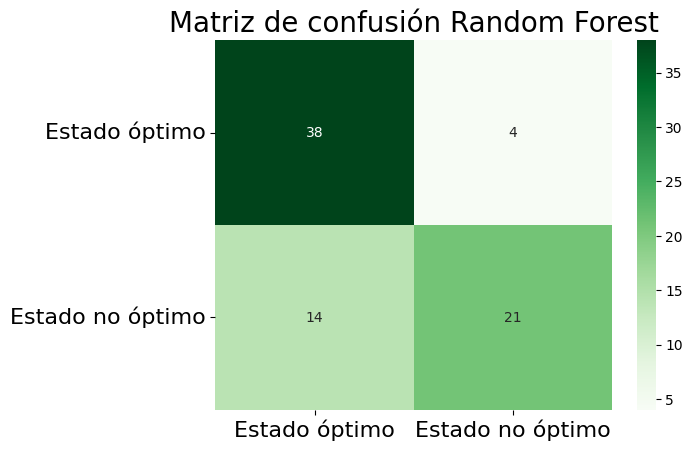 Matriz de confusión Random Forest
Estado óptimo
38
4
Estado no óptimo
14
21
Estado óptimo
Estado no óptimo
35
30
25
20
15
10
5